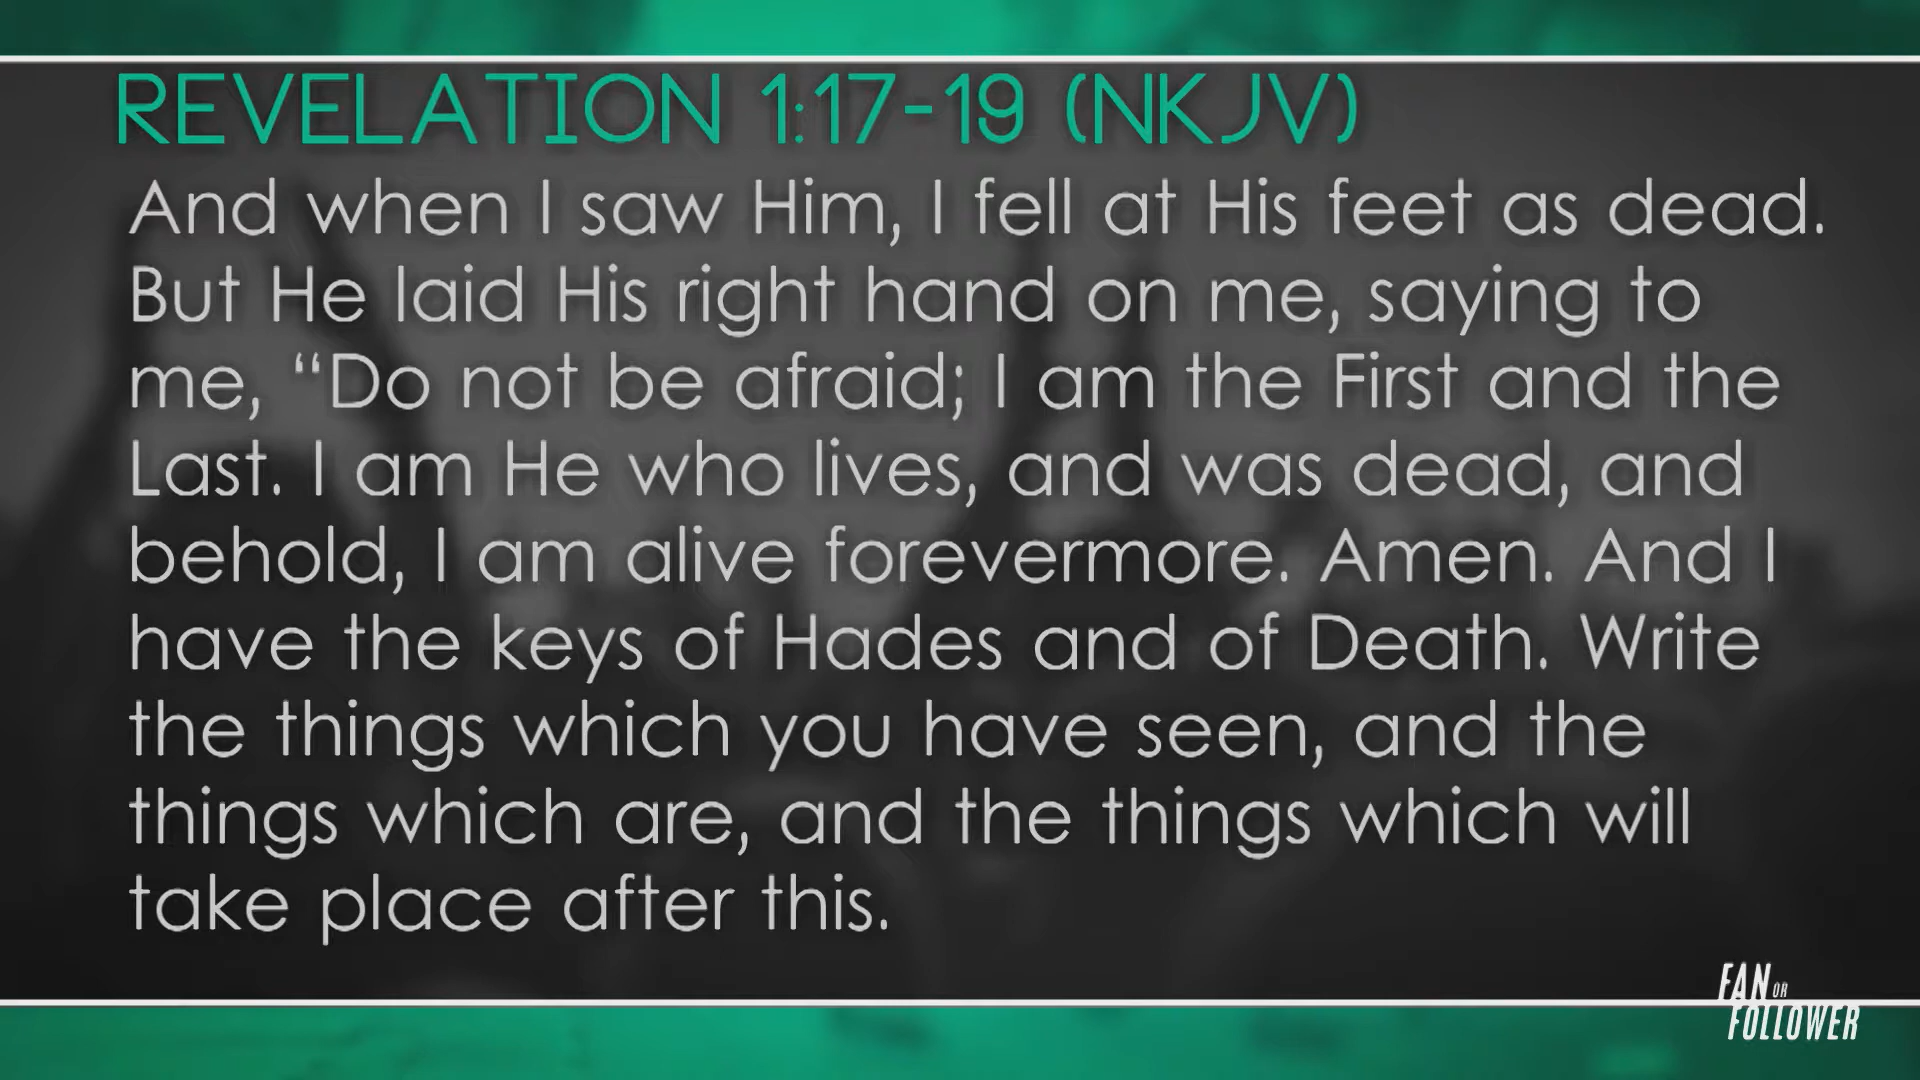 REVELATION 1:17-19 (NKJV)
And when I saw Him, I fell at His feet as dead.
But He laid His right hand on me, saying to
me, “Do not be afraid; I am the First and the
Last. I am He who lives, and was dead, and
behold, I am alive forevermore. Amen. And I
have the keys of Hades and of Death. Write
the things which you have seen, and the
things which are, and the things which will
take place after this.
FAN OR
FOLLOWER